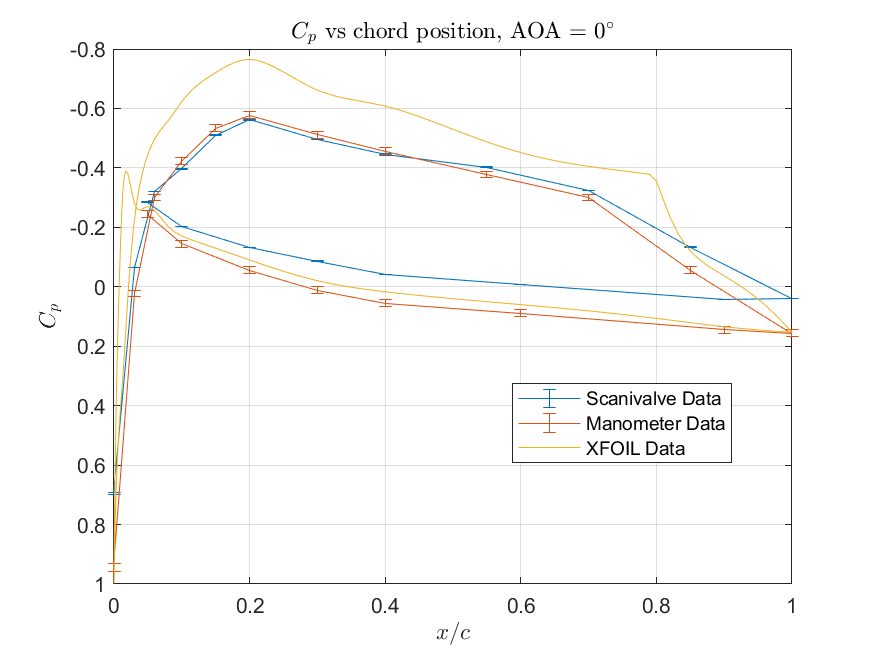 C_p vs chord position, AOA = 0°
-0.8
-0.6
-0.4
-0.2
0
0.2
0.4
0.6
0.8
1
C_p
Scanivalve Data
Manometer Data
XFOIL Data
0 0.2 0.4 0.6 0.8 1
x/c